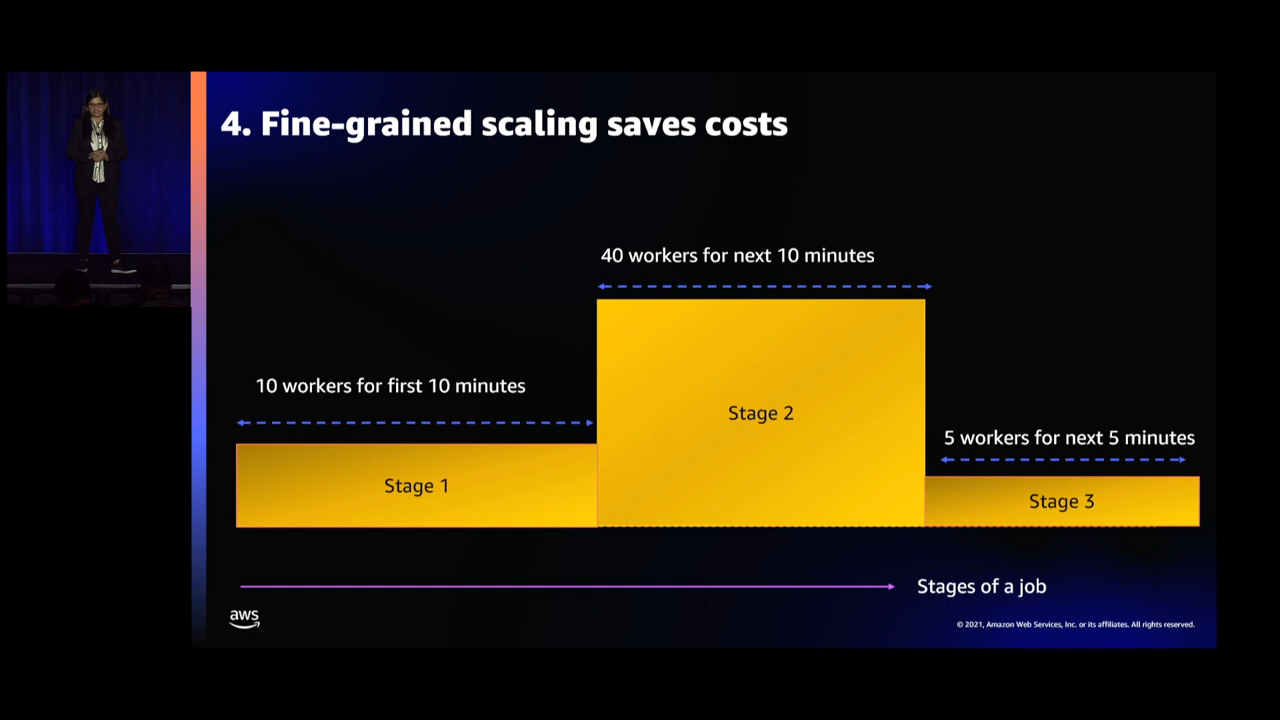 4. Fine-grained scaling saves costs
40 workers for next 10 minutes
10 workers for first 10 minutes
Stage 2
5 workers for next 5 minutes
Stage 1
Stage 3
Stages of a job
aws
© 2021, Amazon Web Services, Inc. or its affiliates. All rights reserved.